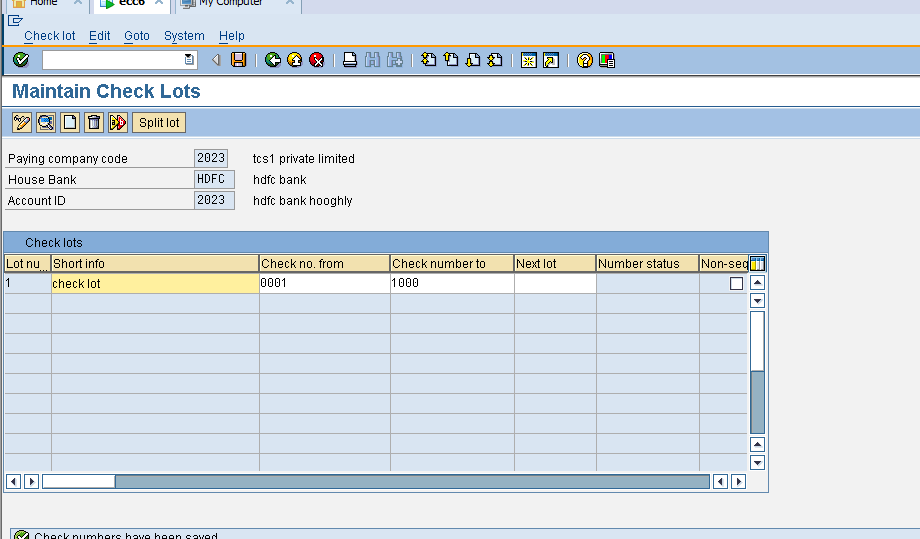 Home ecc6 My Computer
Check lot Edit Goto System Help
Maintain Check Lots
Split lot
Paying company code 2023 tcs1 private limited
House Bank HDFC hdfc bank
Account ID 2023 hdfc bank hooghly
Check lots
Lot nu... Short info Check no. from Check number to Next lot Number status Non-seq
1 check lot 0001 1000
Check numbers have been saved